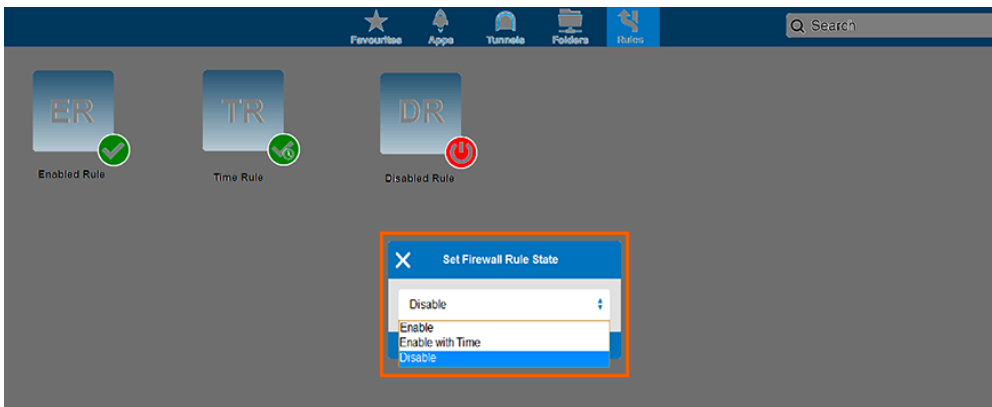 Favourites Apps Tunnels Folders Rules
Search
ER TR DR
Enabled Rule Time Rule Disabled Rule
Set Firewall Rule State
Disable
Enable
Enable with Time
Disable